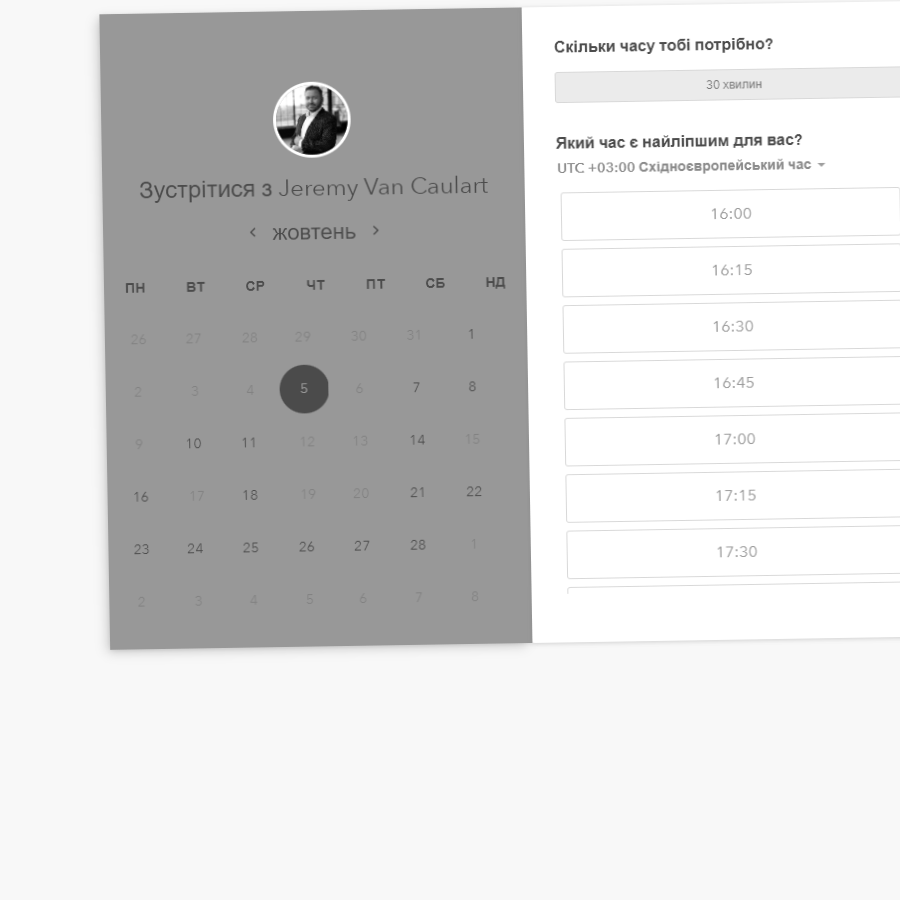 Зустрітися з Jeremy Van Caulart
‹ жовтень ›
ПН ВТ СР ЧТ ПТ СБ НД
26 27 28 29 30 31 1
2 3 4 5 6 7 8
9 10 11 12 13 14 15
16 17 18 19 20 21 22
23 24 25 26 27 28 1
2 3 4 5 6 7 8
Скільки часу тобі потрібно?
30 хвилин
Який час є найліпшим для вас?
UTC +03:00 Східноєвропейський час
16:00
16:15
16:30
16:45
17:00
17:15
17:30